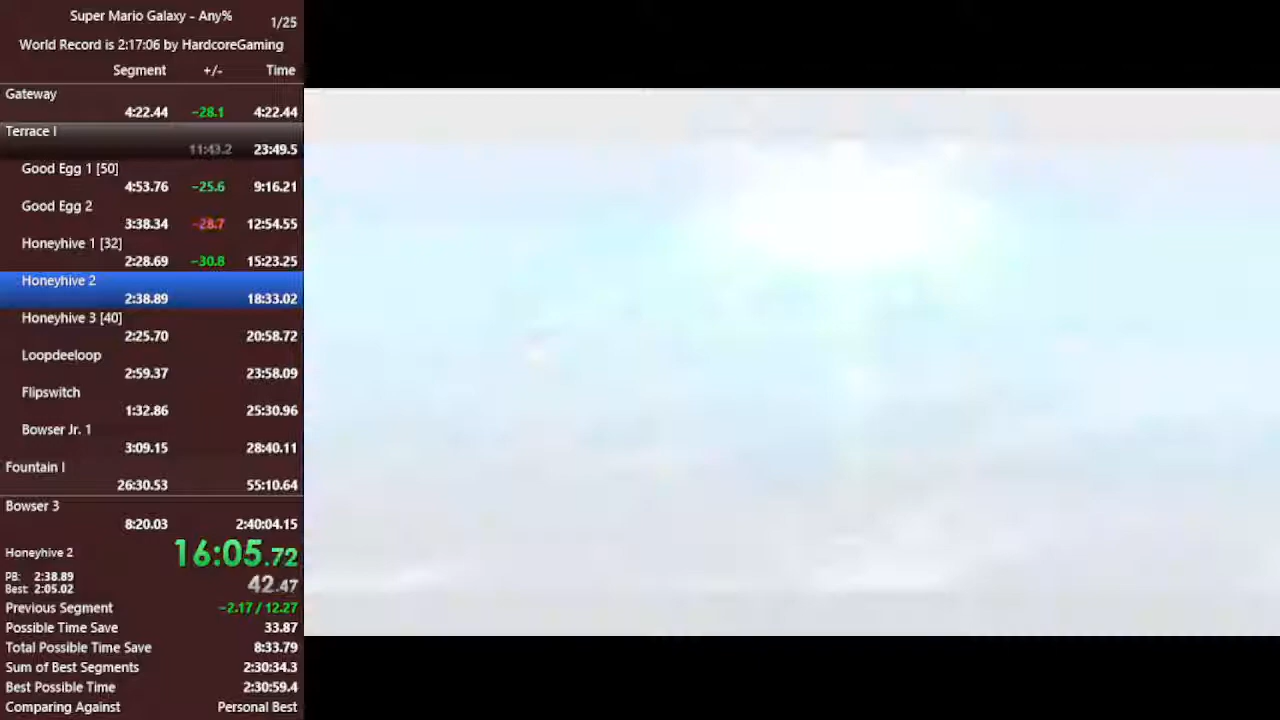 Super Mario Galaxy - Any%
1/25
World Record is 2:17:06 by HardcoreGaming
Segment +/- Time
Gateway
4:22.44 -28.1 4:22.44
Terrace I
11:43.2 23:49.5
Good Egg 1 [50]
4:53.76 -25.6 9:16.21
Good Egg 2
3:38.34 -28.7 12:54.55
Honeyhive 1 [32]
2:28.69 -30.8 15:23.25
Honeyhive 2
2:38.89 18:33.02
Honeyhive 3 [40]
2:25.70 20:58.72
Loopdeeloop
2:59.37 23:58.09
Flipswitch
1:32.86 25:30.96
Bowser Jr. 1
3:09.15 28:40.11
Fountain I
26:30.53 55:10.64
Bowser 3
8:20.03 2:40:04.15
Honeyhive 2 16:05.72
PB: 2:38.89
Best: 2:05.02 42.47
Previous Segment -2.17 / 12.27
Possible Time Save 33.87
Total Possible Time Save 8:33.79
Sum of Best Segments 2:30:34.3
Best Possible Time 2:30:59.4
Comparing Against Personal Best